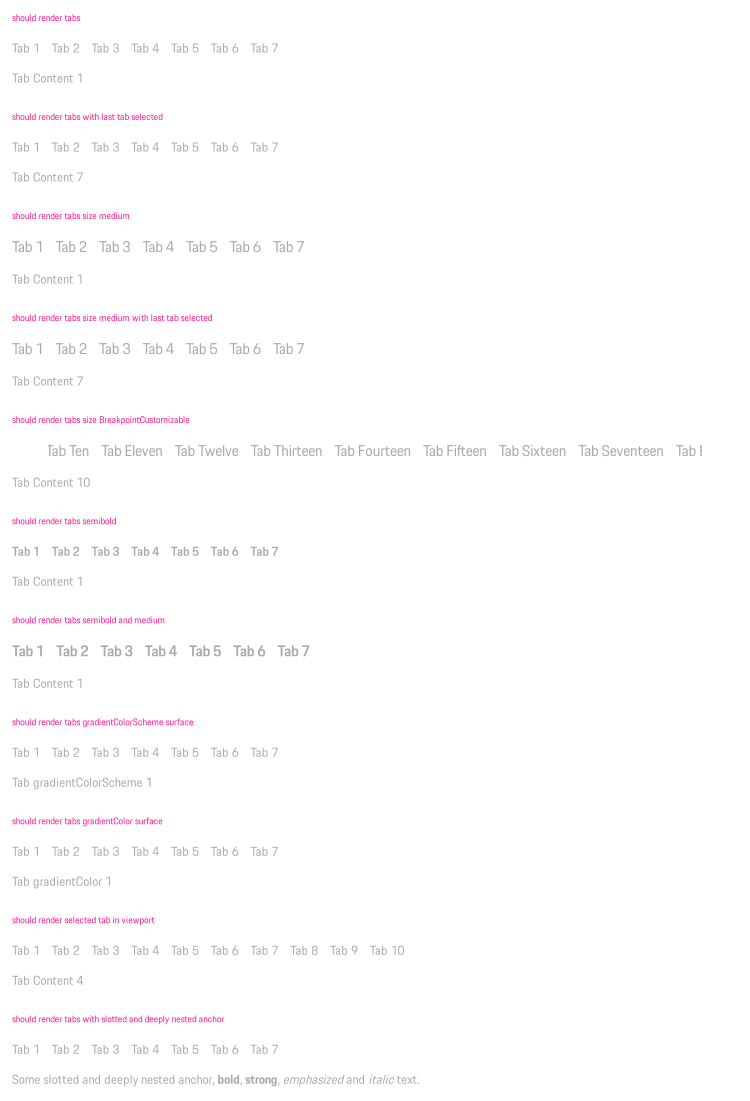 should render tabs
Tab 1 Tab 2 Tab 3 Tab 4 Tab 5 Tab 6 Tab 7
Tab Content 1
should render tabs with last tab selected
Tab 1 Tab 2 Tab 3 Tab 4 Tab 5 Tab 6 Tab 7
Tab Content 7
should render tabs size medium
Tab 1 Tab 2 Tab 3 Tab 4 Tab 5 Tab 6 Tab 7
Tab Content 1
should render tabs size medium with last tab selected
Tab 1 Tab 2 Tab 3 Tab 4 Tab 5 Tab 6 Tab 7
Tab Content 7
should render tabs size BreakpointCustomizable
Tab Ten Tab Eleven Tab Twelve Tab Thirteen Tab Fourteen Tab Fifteen Tab Sixteen Tab Seventeen Tab
Tab Content 10
should render tabs semibold
Tab 1 Tab 2 Tab 3 Tab 4 Tab 5 Tab 6 Tab 7
Tab Content 1
should render tabs semibold and medium
Tab 1 Tab 2 Tab 3 Tab 4 Tab 5 Tab 6 Tab 7
Tab Content 1
should render tabs gradientColorScheme surface
Tab 1 Tab 2 Tab 3 Tab 4 Tab 5 Tab 6 Tab 7
Tab gradientColorScheme 1
should render tabs gradientColor surface
Tab 1 Tab 2 Tab 3 Tab 4 Tab 5 Tab 6 Tab 7
Tab gradientColor 1
should render selected tab in viewport
Tab 1 Tab 2 Tab 3 Tab 4 Tab 5 Tab 6 Tab 7 Tab 8 Tab 9 Tab 10
Tab Content 4
should render tabs with slotted and deeply nested anchor
Tab 1 Tab 2 Tab 3 Tab 4 Tab 5 Tab 6 Tab 7
Some slotted and deeply nested anchor, bold, strong, emphasized and italic text.